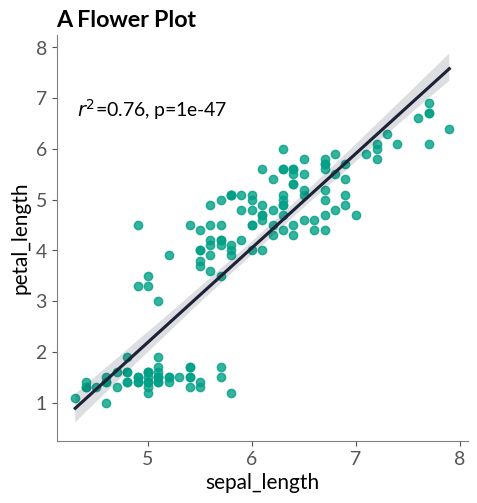 A Flower Plot
8
7
r²=0.76, p=1e-47
6
5
4
3
2
1
petal_length
5 6 7 8
sepal_length